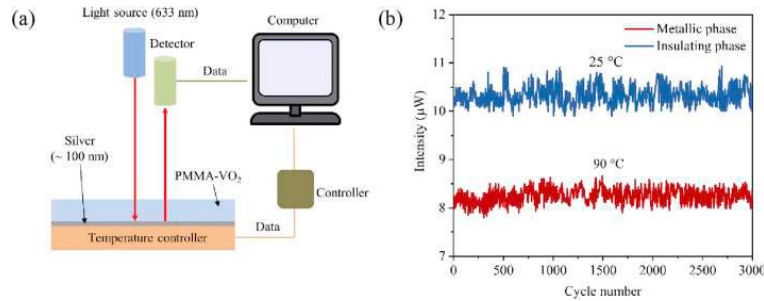 (a)
Light source (633 nm)
Detector
Computer
Data
Silver
(~ 100 nm)
PMMA-VO₂
Controller
Temperature controller
Data
(b)
Metallic phase
Insulating phase
25 °C
90 °C
Intensity (μW)
12
11
10
9
8
7
0
500
1000
1500
2000
2500
3000
Cycle number